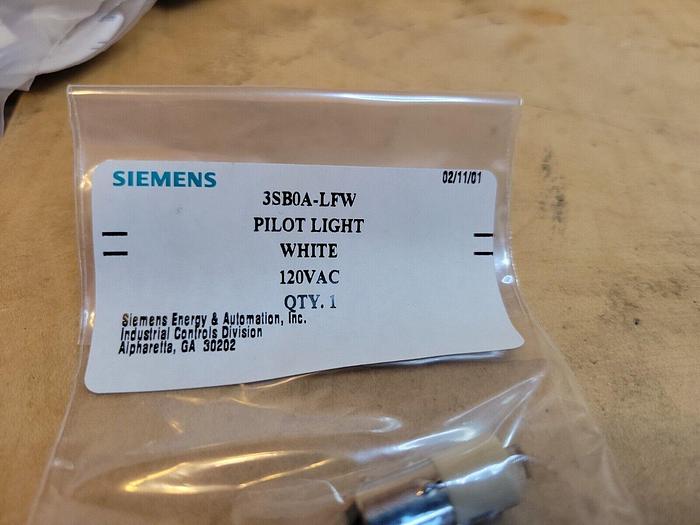 SIEMENS 02/11/01
3SB0A-LFW
PILOT LIGHT
WHITE
120VAC
QTY. 1
Siemens Energy & Automation, Inc.
Industrial Controls Division
Alpharetta, GA 30202